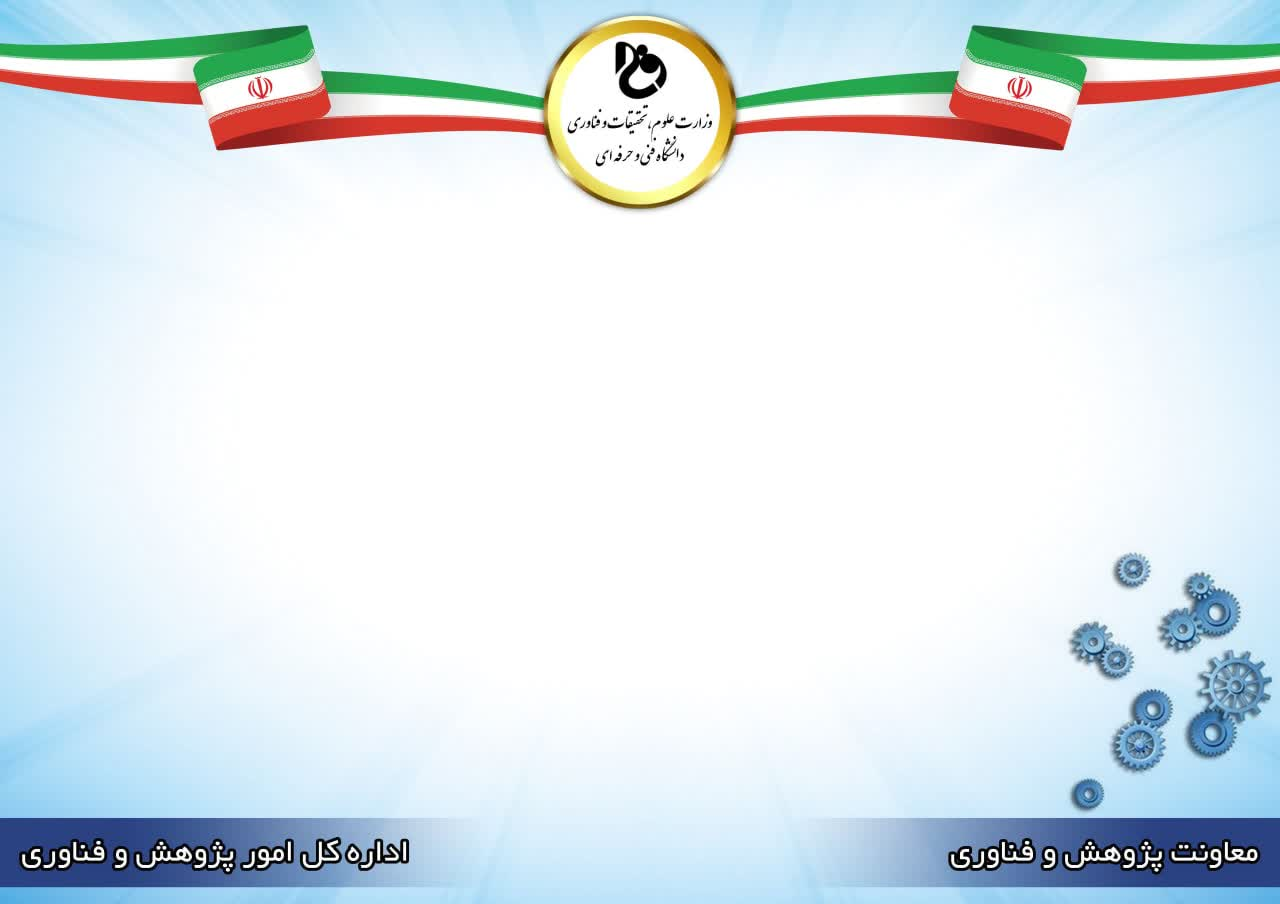 وزارت علوم، تحقیقات و فناوری
دانشگاه فنی و حرفه ای
معاونت پژوهش و فناوری
اداره کل امور پژوهش و فناوری